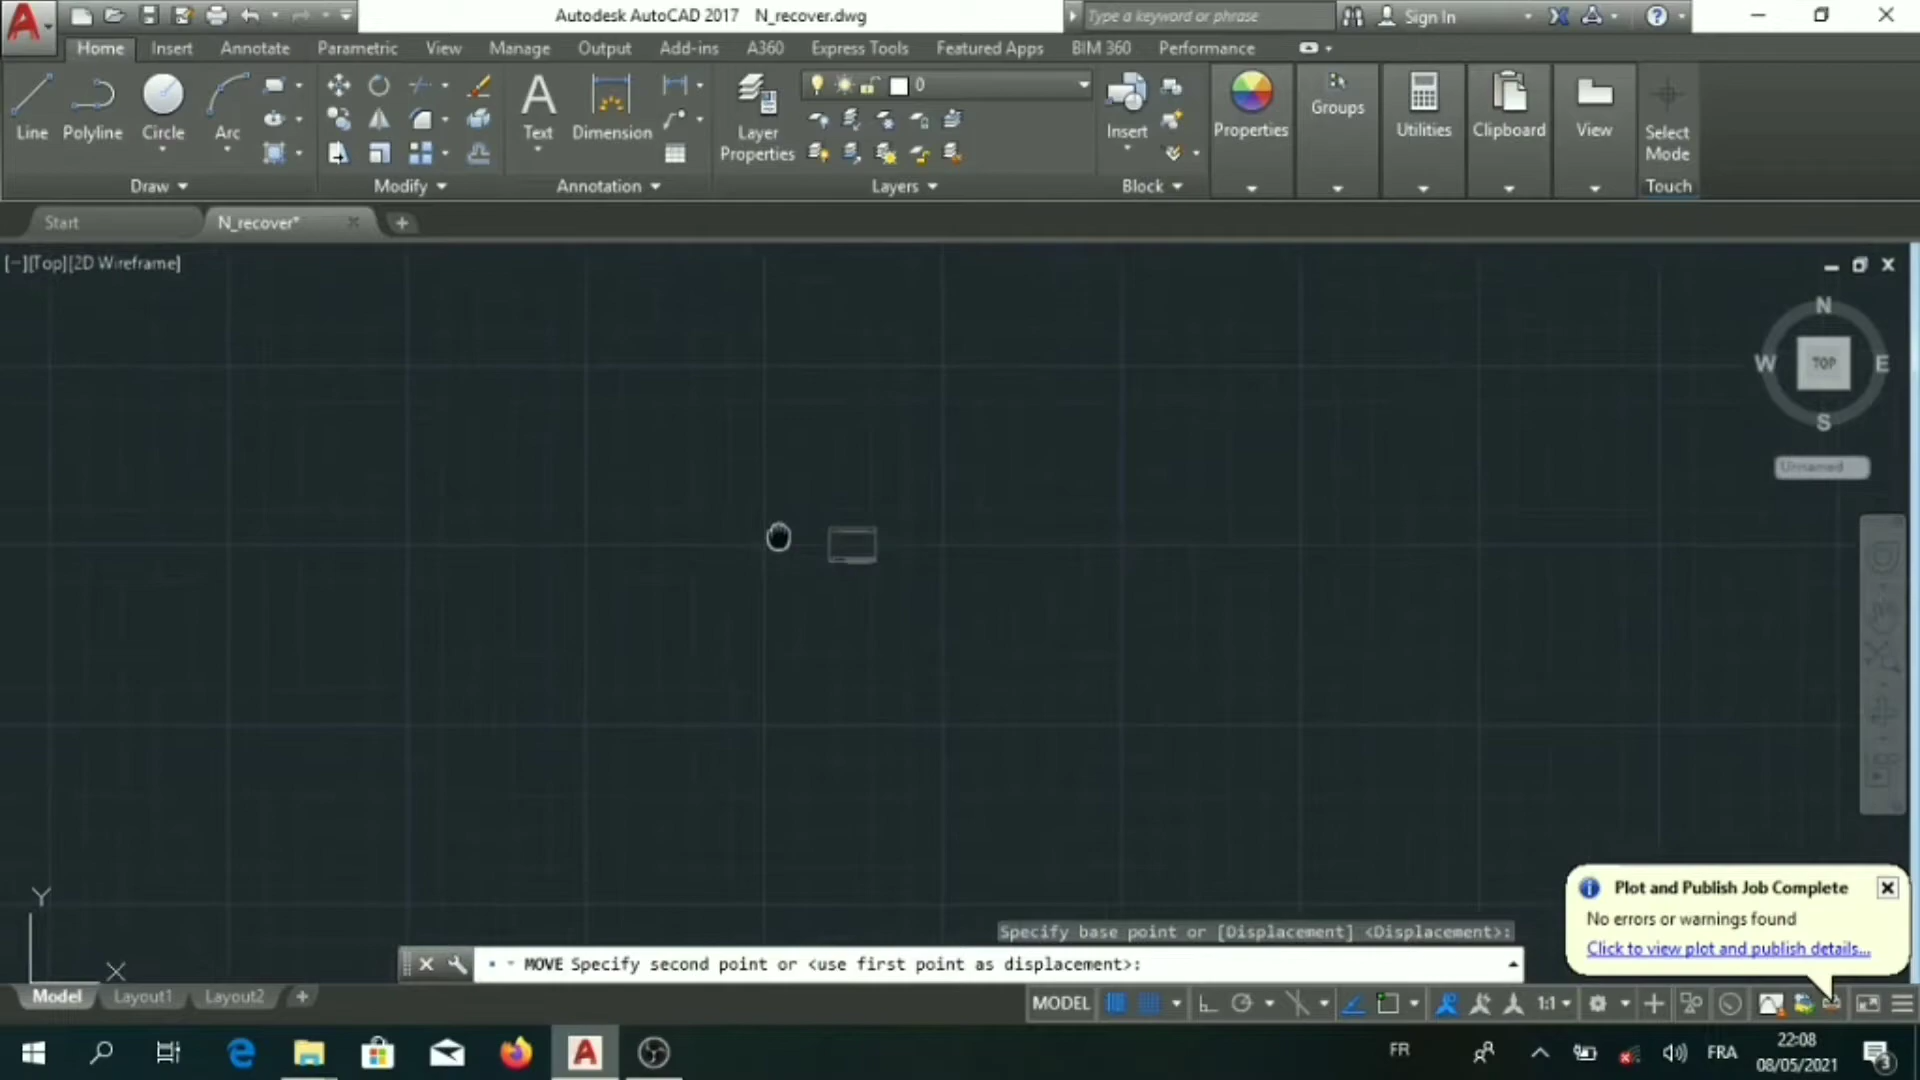 Autodesk AutoCAD 2017 N_recover.dwg
Type a keyword or phrase
Sign In
Home Insert Annotate Parametric View Manage Output Add-ins A360 Express Tools Featured Apps BIM 360 Performance
Line Polyline Circle Arc
Text Dimension
Layer Properties
0
Insert
Properties
Groups
Utilities
Clipboard
View
Select Mode
Draw Modify Annotation Layers Block Touch
Start N_recover*
[−][Top][2D Wireframe]
N
W TOP E
S
Unnamed
Y
X
Plot and Publish Job Complete
No errors or warnings found
Click to view plot and publish details...
Specify base point or [Displacement] <Displacement>:
MOVE Specify second point or <use first point as displacement>:
Model Layout1 Layout2
MODEL 1:1
FR FRA
22:08
08/05/2021
3